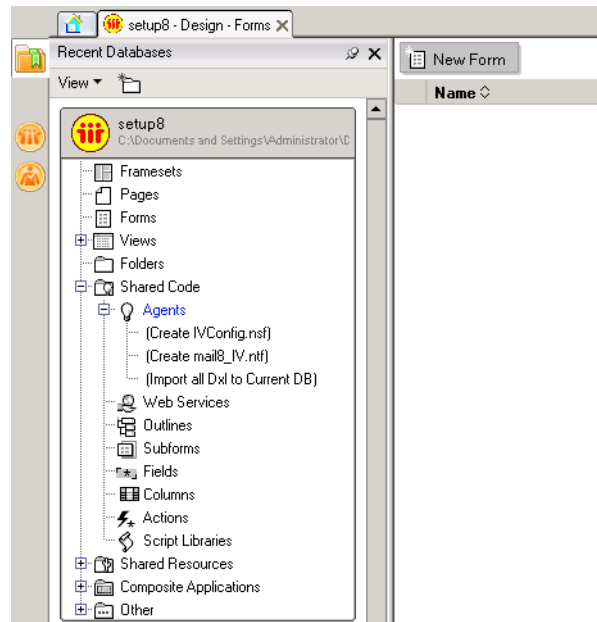 setup8 - Design - Forms
Recent Databases
New Form
View
Name
setup8
C:\Documents and Settings\Administrator\D
Framesets
Pages
Forms
Views
Folders
Shared Code
Agents
(Create IVConfig.nsf)
(Create mail8_IV.ntf)
(Import all Dxl to Current DB)
Web Services
Outlines
Subforms
Fields
Columns
Actions
Script Libraries
Shared Resources
Composite Applications
Other